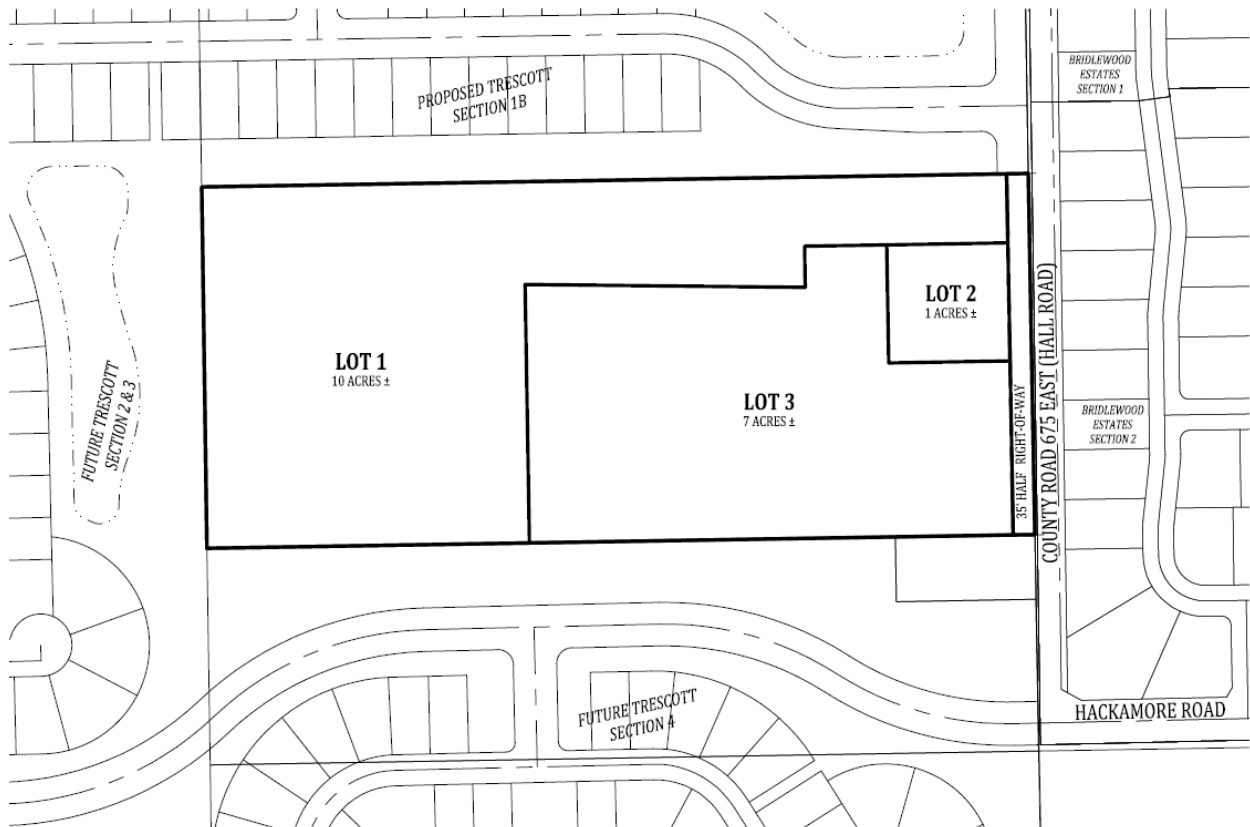 PROPOSED TRESCOTT
SECTION 1B
BRIDLEWOOD
ESTATES
SECTION 1
LOT 2
1 ACRES ±
LOT 1
10 ACRES ±
LOT 3
7 ACRES ±
FUTURE TRESCOTT
SECTION 2 & 3
35' HALF RIGHT-OF-WAY
COUNTY ROAD 675 EAST (HALL ROAD)
BRIDLEWOOD
ESTATES
SECTION 2
FUTURE TRESCOTT
SECTION 4
HACKAMORE ROAD